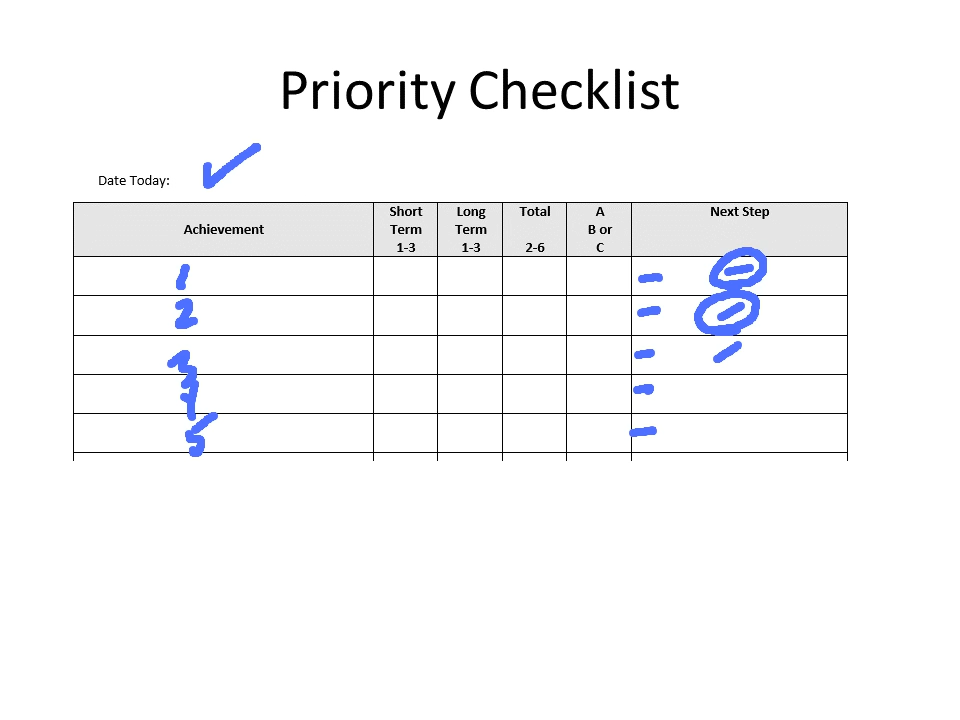 Priority Checklist
Date Today: ✓
Achievement Short Term 1-3 Long Term 1-3 Total 2-6 A B or C Next Step
1 - -
2 - -
3 - -
4 -
5 -